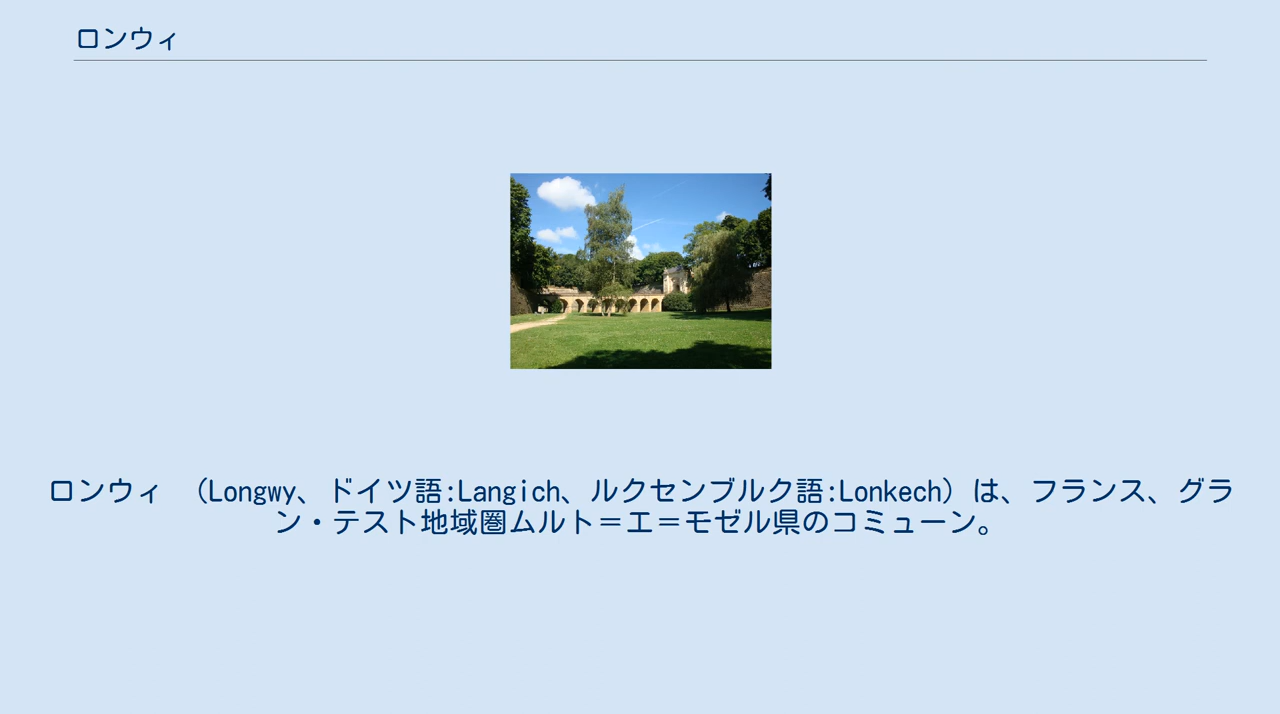 ロンウィ
ロンウィ （Longwy、ドイツ語:Langich、ルクセンブルク語:Lonkech）は、フランス、グラ
ン・テスト地域圏ムルト＝エ＝モゼル県のコミューン。